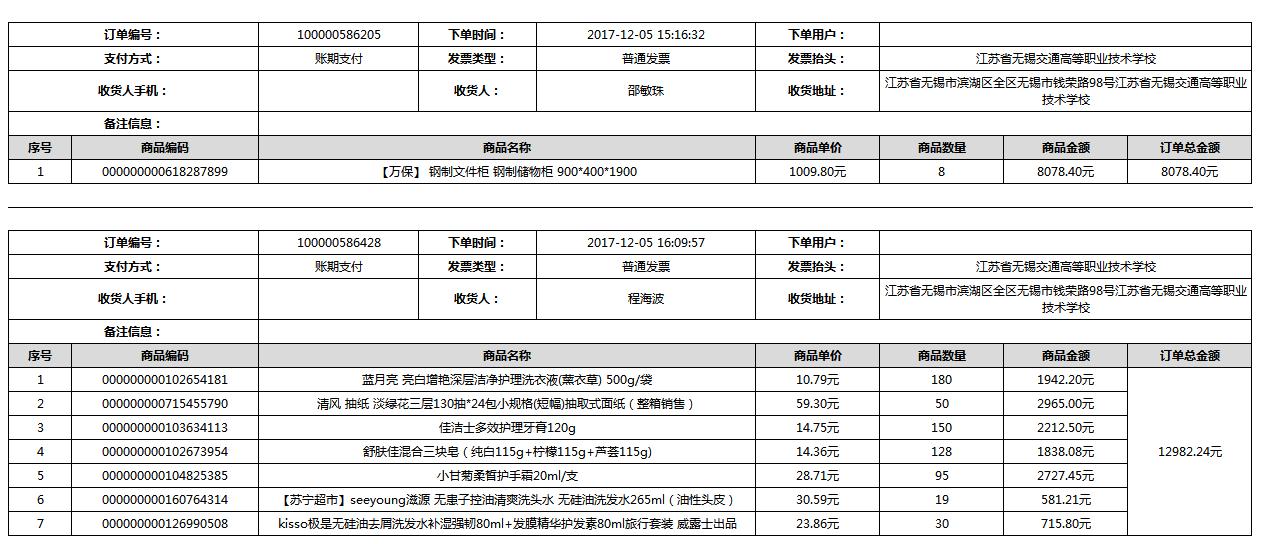 订单编号： 100000586205 下单时间： 2017-12-05 15:16:32 下单用户：
支付方式： 账期支付 发票类型： 普通发票 发票抬头： 江苏省无锡交通高等职业技术学校
收货人手机： 收货人： 邵敏珠 收货地址： 江苏省无锡市滨湖区全区无锡市钱荣路98号江苏省无锡交通高等职业
技术学校
备注信息：
序号 商品编码 商品名称 商品单价 商品数量 商品金额 订单总金额
1 000000000618287899 【万保】 钢制文件柜 钢制储物柜 900*400*1900 1009.80元 8 8078.40元 8078.40元
订单编号： 100000586428 下单时间： 2017-12-05 16:09:57 下单用户：
支付方式： 账期支付 发票类型： 普通发票 发票抬头： 江苏省无锡交通高等职业技术学校
收货人手机： 收货人： 程海波 收货地址： 江苏省无锡市滨湖区全区无锡市钱荣路98号江苏省无锡交通高等职业
技术学校
备注信息：
序号 商品编码 商品名称 商品单价 商品数量 商品金额 订单总金额
1 000000000102654181 蓝月亮 亮白增艳深层洁净护理洗衣液(薰衣草) 500g/袋 10.79元 180 1942.20元
2 000000000715455790 清风 抽纸 淡绿花三层130抽*24包小规格(短幅)抽取式面纸（整箱销售） 59.30元 50 2965.00元
3 000000000103634113 佳洁士多效护理牙膏120g 14.75元 150 2212.50元
4 000000000102673954 舒肤佳混合三块皂（纯白115g+柠檬115g+芦荟115g) 14.36元 128 1838.08元 12982.24元
5 000000000104825385 小甘菊柔皙护手霜20ml/支 28.71元 95 2727.45元
6 000000000160764314 【苏宁超市】seeyoung滋源 无患子控油清爽洗头水 无硅油洗发水265ml（油性头皮） 30.59元 19 581.21元
7 000000000126990508 kisso极是无硅油去屑洗发水补湿强韧80ml+发膜精华护发素80ml旅行套装 威露士出品 23.86元 30 715.80元